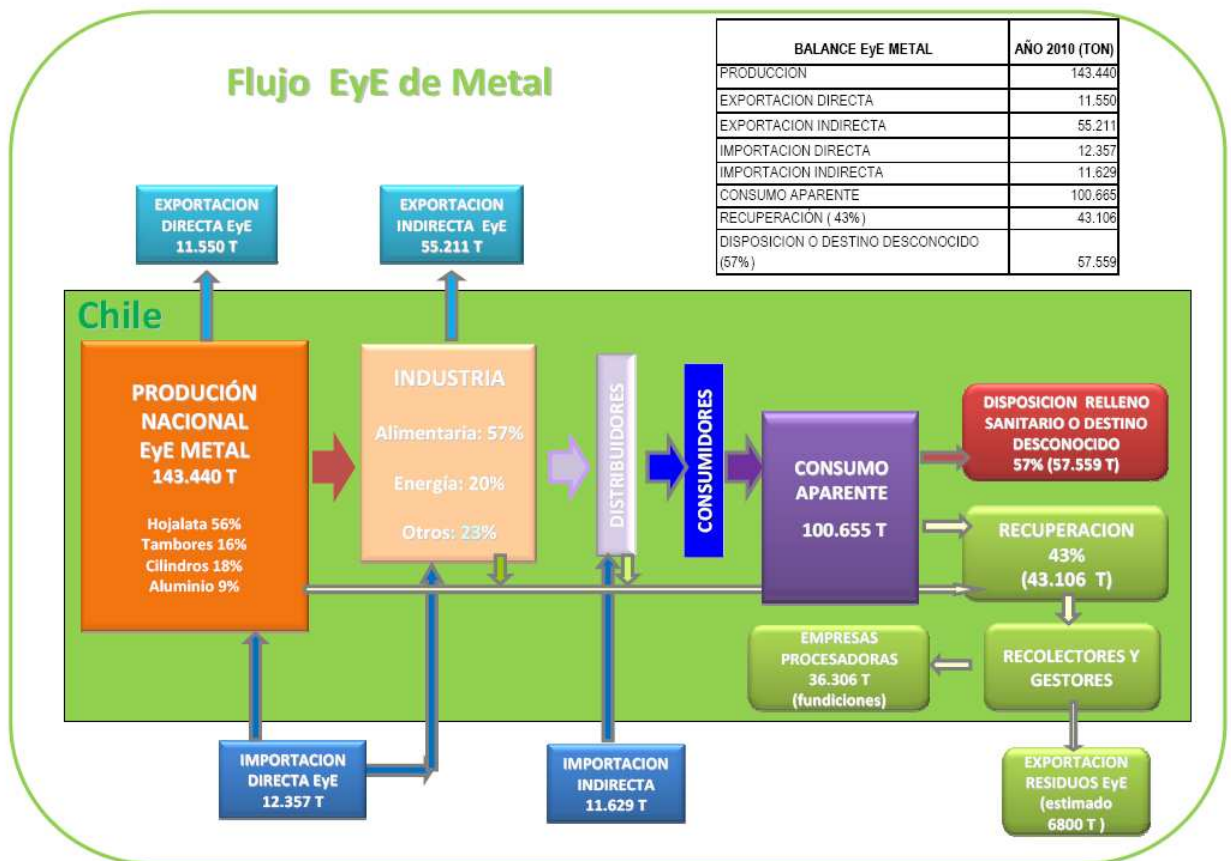 Flujo EyE de Metal
BALANCE EyE METAL AÑO 2010 (TON)
PRODUCCION 143.440
EXPORTACION DIRECTA 11.550
EXPORTACION INDIRECTA 55.211
IMPORTACION DIRECTA 12.357
IMPORTACION INDIRECTA 11.629
CONSUMO APARENTE 100.665
RECUPERACIÓN ( 43%) 43.106
DISPOSICION O DESTINO DESCONOCIDO
(57%) 57.559
EXPORTACION
DIRECTA EyE
11.550 T
EXPORTACION
INDIRECTA EyE
55.211 T
Chile
PRODUCIÓN
NACIONAL
EyE METAL
143.440 T
Hojalata 56%
Tambores 16%
Cilindros 18%
Aluminio 9%
INDUSTRIA
Alimentaria: 57%
Energía: 20%
Otros: 23%
DISTRIBUIDORES
CONSUMIDORES
CONSUMO
APARENTE
100.655 T
DISPOSICION RELLENO
SANITARIO O DESTINO
DESCONOCIDO
57% (57.559 T)
RECUPERACION
43%
(43.106 T)
EMPRESAS
PROCESADORAS
36.306 T
(fundiciones)
RECOLECTORES Y
GESTORES
IMPORTACION
DIRECTA EyE
12.357 T
IMPORTACION
INDIRECTA
11.629 T
EXPORTACION
RESIDUOS EyE
(estimado
6800 T )